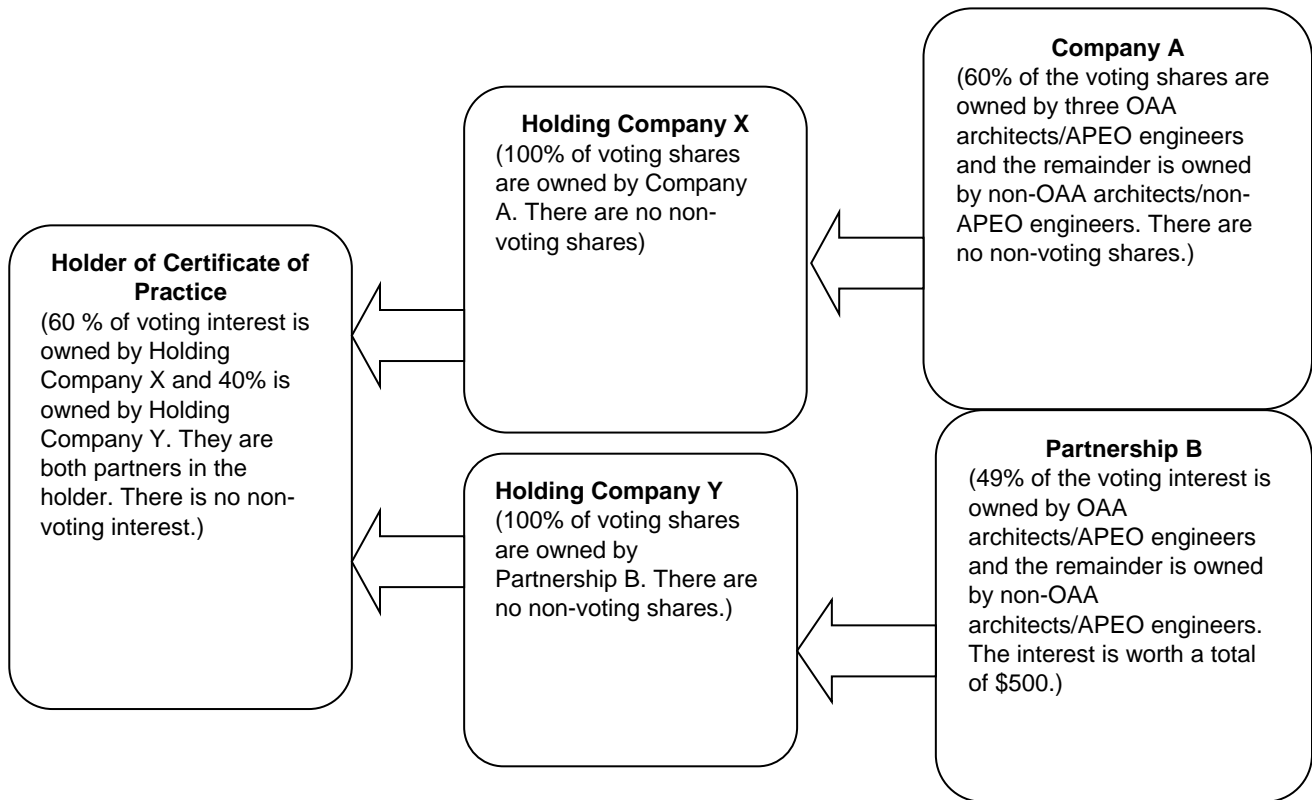 Holder of Certificate of
Practice
(60 % of voting interest is
owned by Holding
Company X and 40% is
owned by Holding
Company Y. They are
both partners in the
holder. There is no non-
voting interest.)
Holding Company X
(100% of voting shares
are owned by Company
A. There are no non-
voting shares)
Holding Company Y
(100% of voting shares
are owned by
Partnership B. There are
no non-voting shares.)
Company A
(60% of the voting shares are
owned by three OAA
architects/APEO engineers
and the remainder is owned
by non-OAA architects/non-
APEO engineers. There are
no non-voting shares.)
Partnership B
(49% of the voting interest is
owned by OAA
architects/APEO engineers
and the remainder is owned
by non-OAA
architects/APEO engineers.
The interest is worth a total
of $500.)